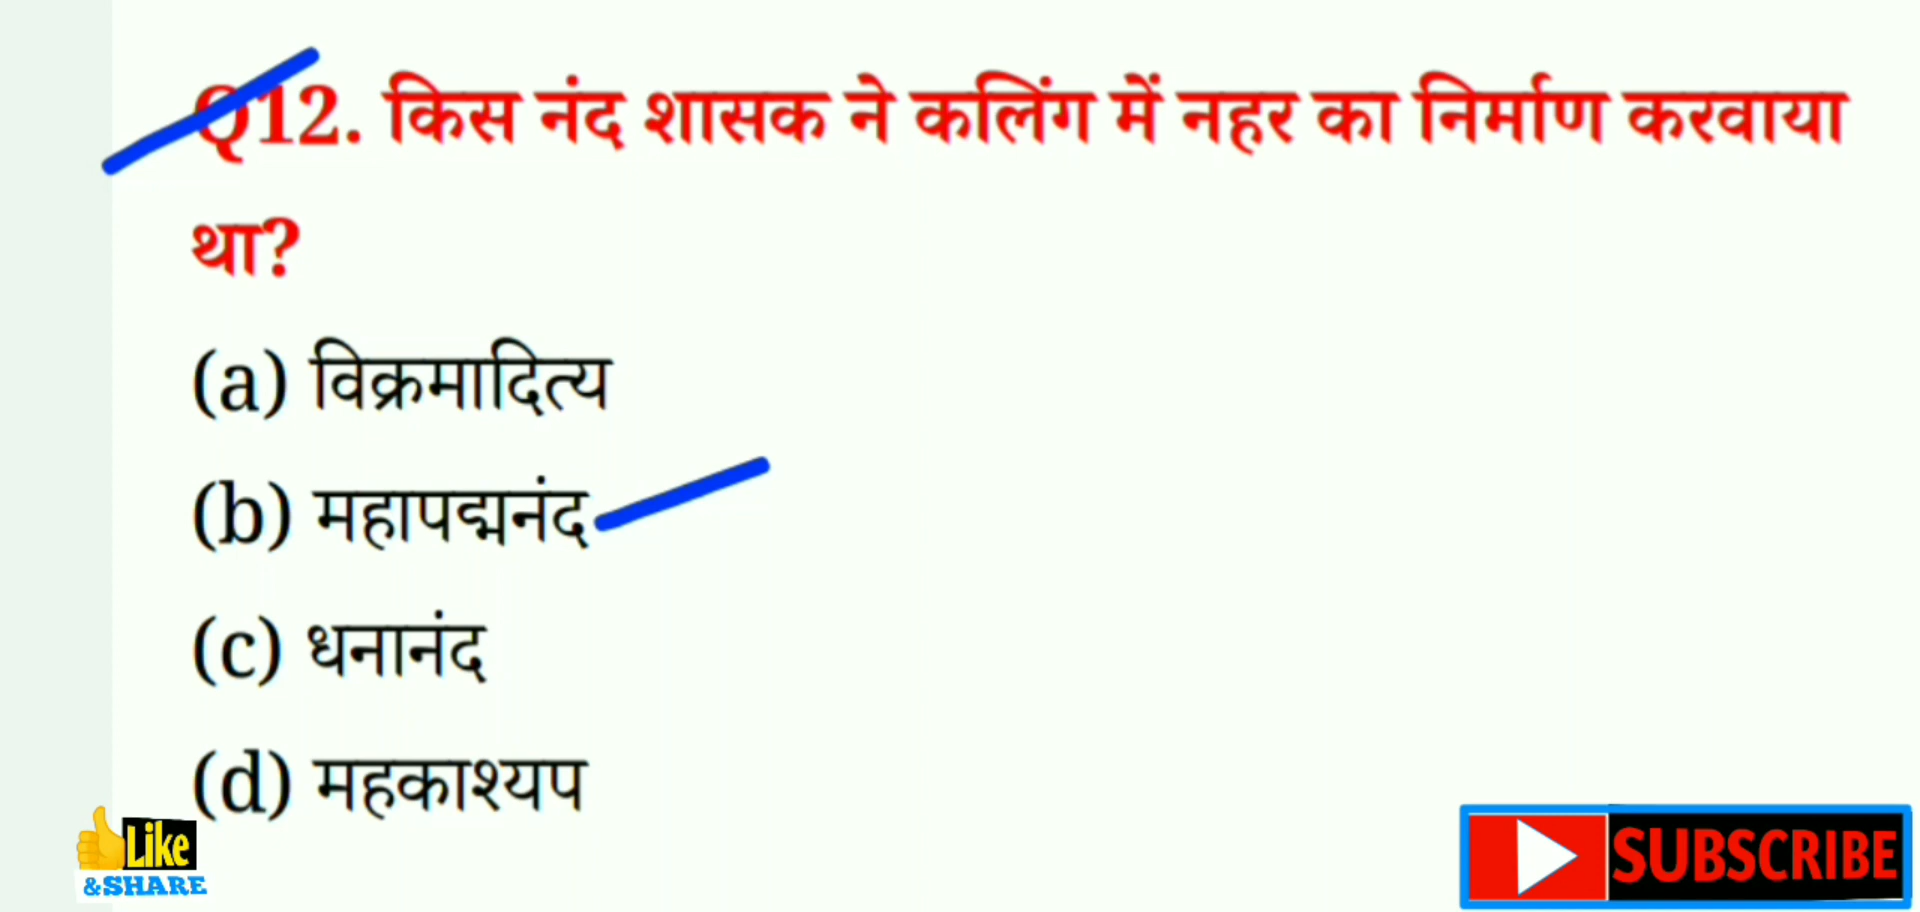 Q12. किस नंद शासक ने कलिंग में नहर का निर्माण करवाया
था?
(a) विक्रमादित्य
(b) महापद्मनंद
(c) धनानंद
(d) महकाश्यप
Like
&SHARE
SUBSCRIBE